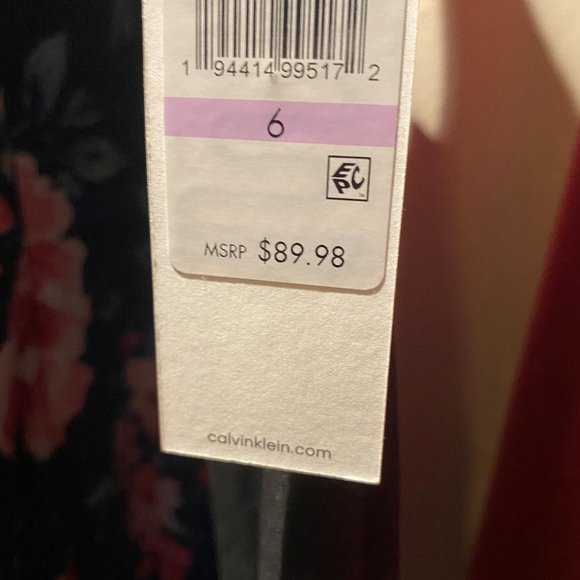 1 94414 99517 2
6
EPC
MSRP $89.98
calvinklein.com